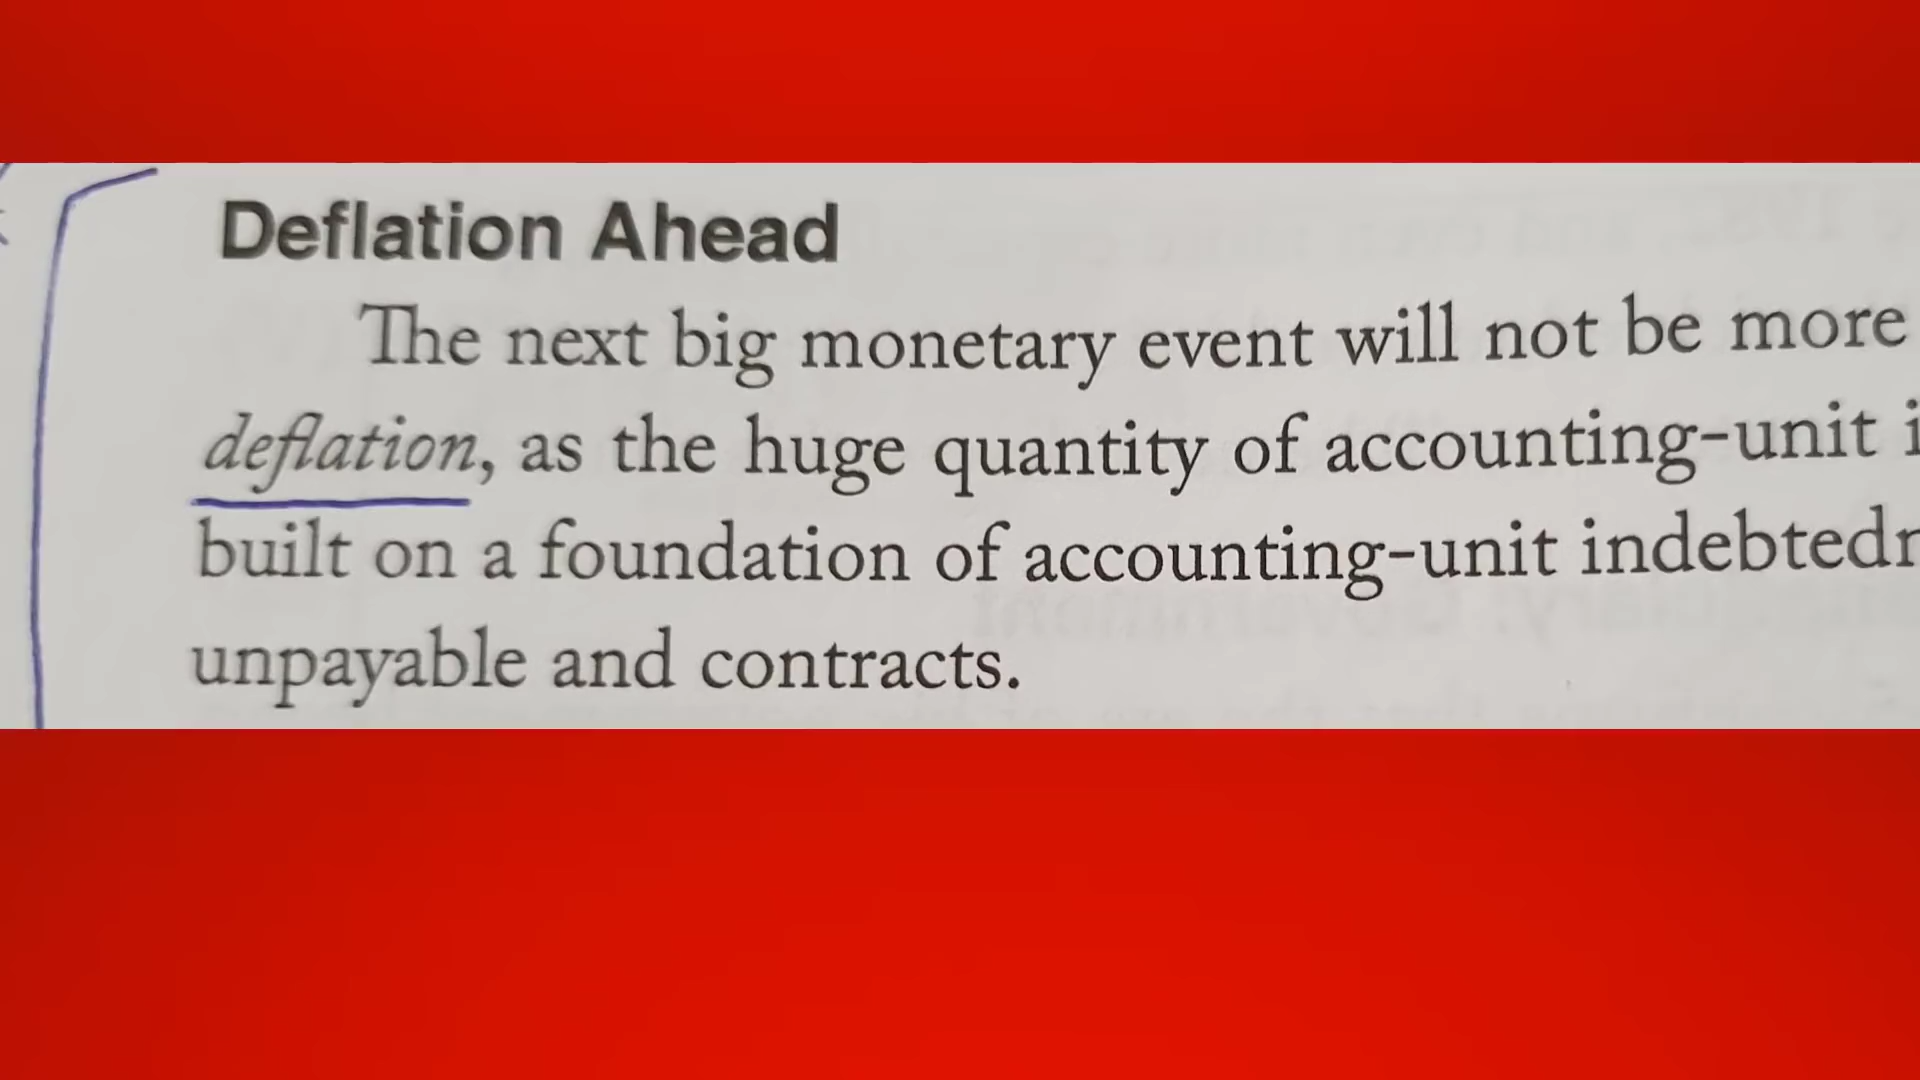 Deflation Ahead
The next big monetary event will not be more
deflation, as the huge quantity of accounting-unit
built on a foundation of accounting-unit
unpayable and contracts.